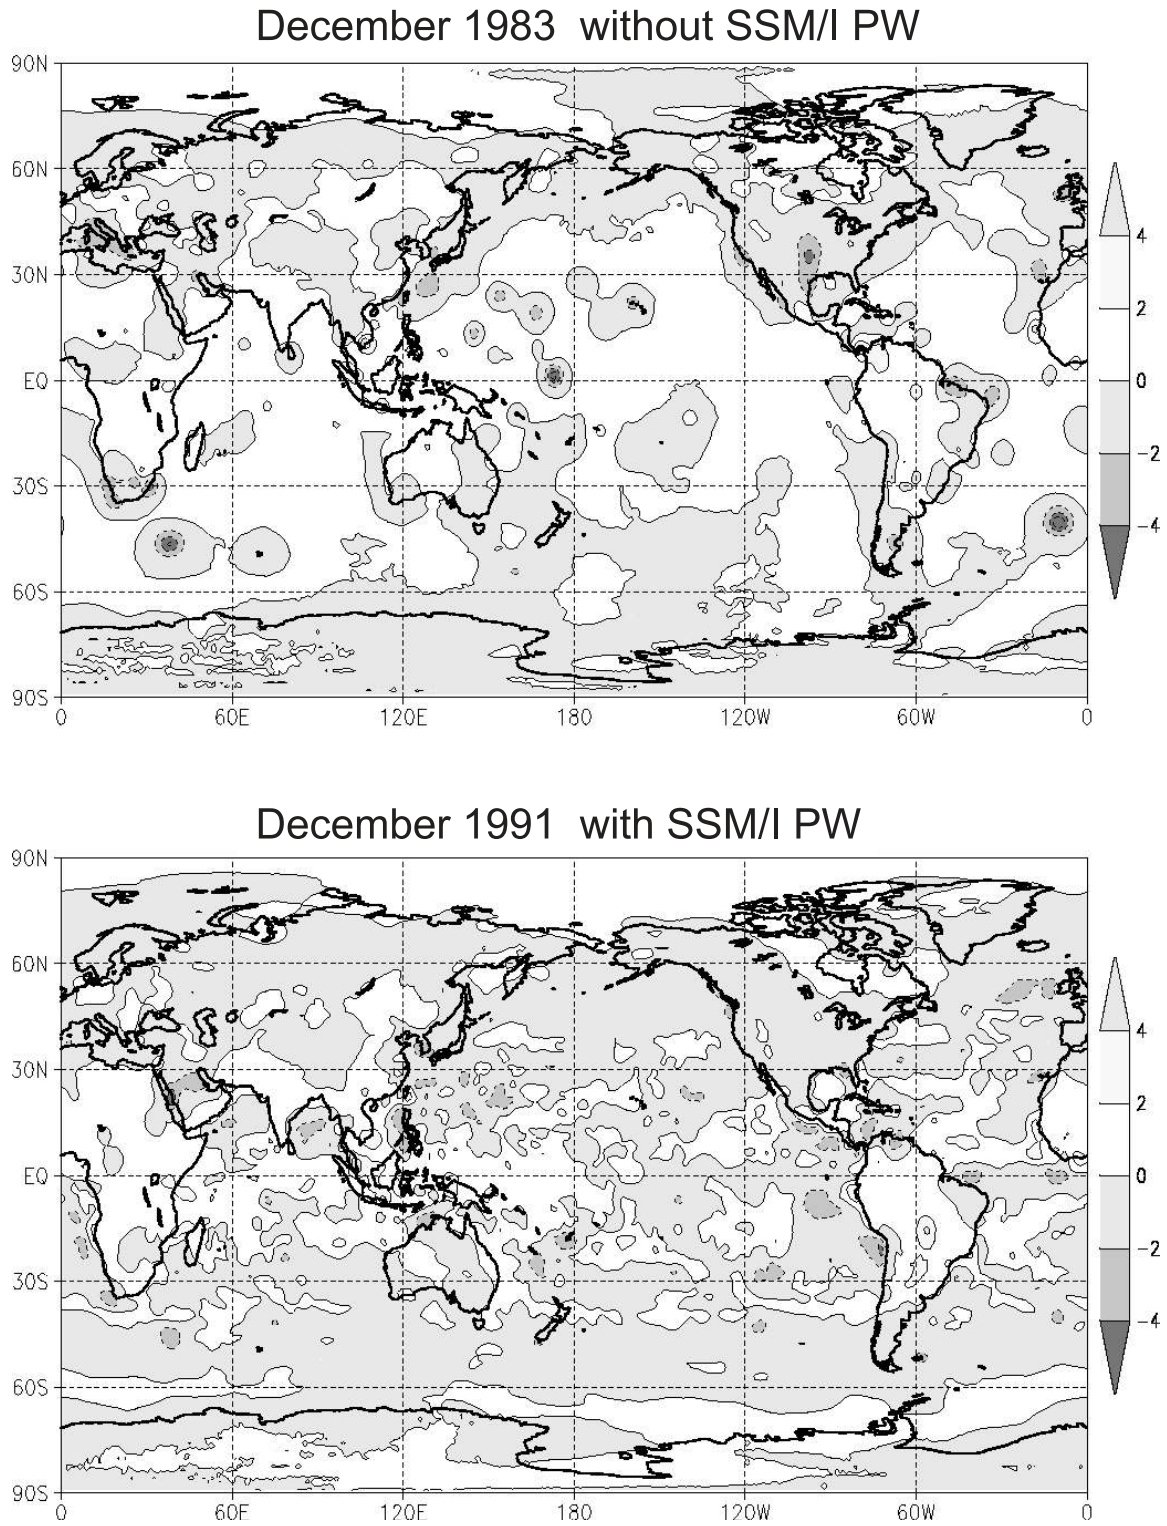 December 1983 without SSM/I PW
90N
60N
30N
EQ
30S
60S
90S
0 60E 120E 180 120W 60W 0
4
2
0
-2
-4
December 1991 with SSM/I PW
90N
60N
30N
EQ
30S
60S
90S
0 60E 120E 180 120W 60W 0
4
2
0
-2
-4